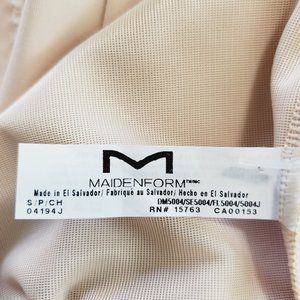 M
MAIDENFORM
Made in El Salvador/ Fabriqué au Salvador/ Hecho en El Salvador
S/P/CH DM5004/SE5004/FL5004/5004J
04194J RN# 15763 CA00153